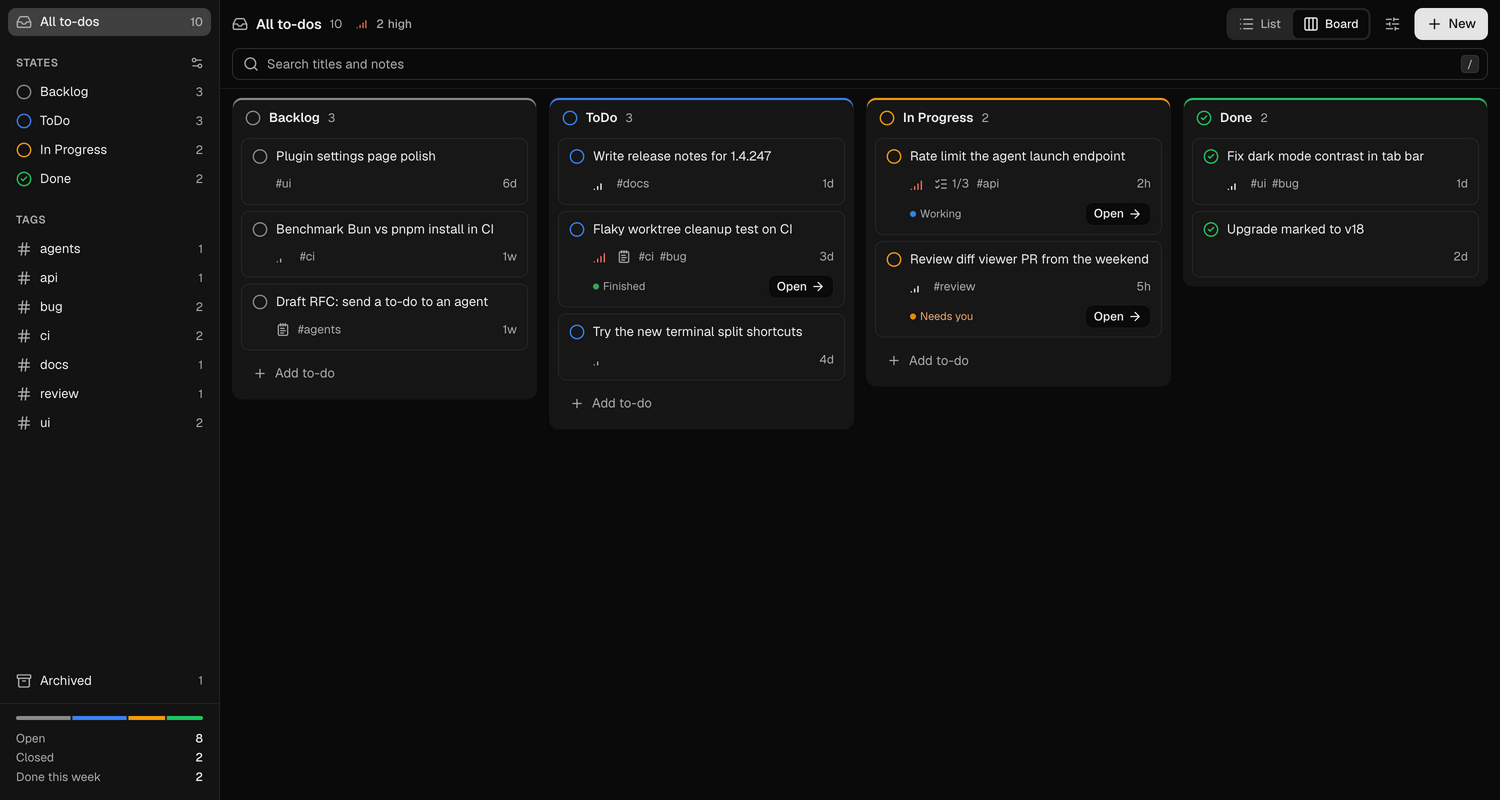 All to-dos 10
STATES
Backlog 3
ToDo 3
In Progress 2
Done 2
TAGS
agents 1
api 1
bug 2
ci 2
docs 1
review 1
ui 2
Archived 1
Open 8
Closed 2
Done this week 2
All to-dos 10 2 high
List Board New
Search titles and notes /
Backlog 3
Plugin settings page polish
#ui 6d
Benchmark Bun vs pnpm install in CI
#ci 1w
Draft RFC: send a to-do to an agent
#agents 1w
Add to-do
ToDo 3
Write release notes for 1.4.247
#docs 1d
Flaky worktree cleanup test on CI
#ci #bug 3d
Finished Open
Try the new terminal split shortcuts
4d
Add to-do
In Progress 2
Rate limit the agent launch endpoint
1/3 #api 2h
Working Open
Review diff viewer PR from the weekend
#review 5h
Needs you Open
Add to-do
Done 2
Fix dark mode contrast in tab bar
#ui #bug 1d
Upgrade marked to v18
2d